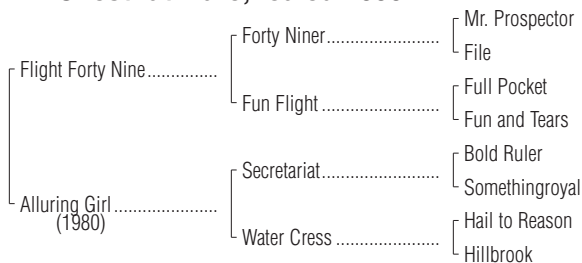 Mr. Prospector
Forty Niner
File
Flight Forty Nine
Full Pocket
Fun Flight
Fun and Tears
Bold Ruler
Secretariat
Somethingroyal
Alluring Girl
(1980)
Hail to Reason
Water Cress
Hillbrook